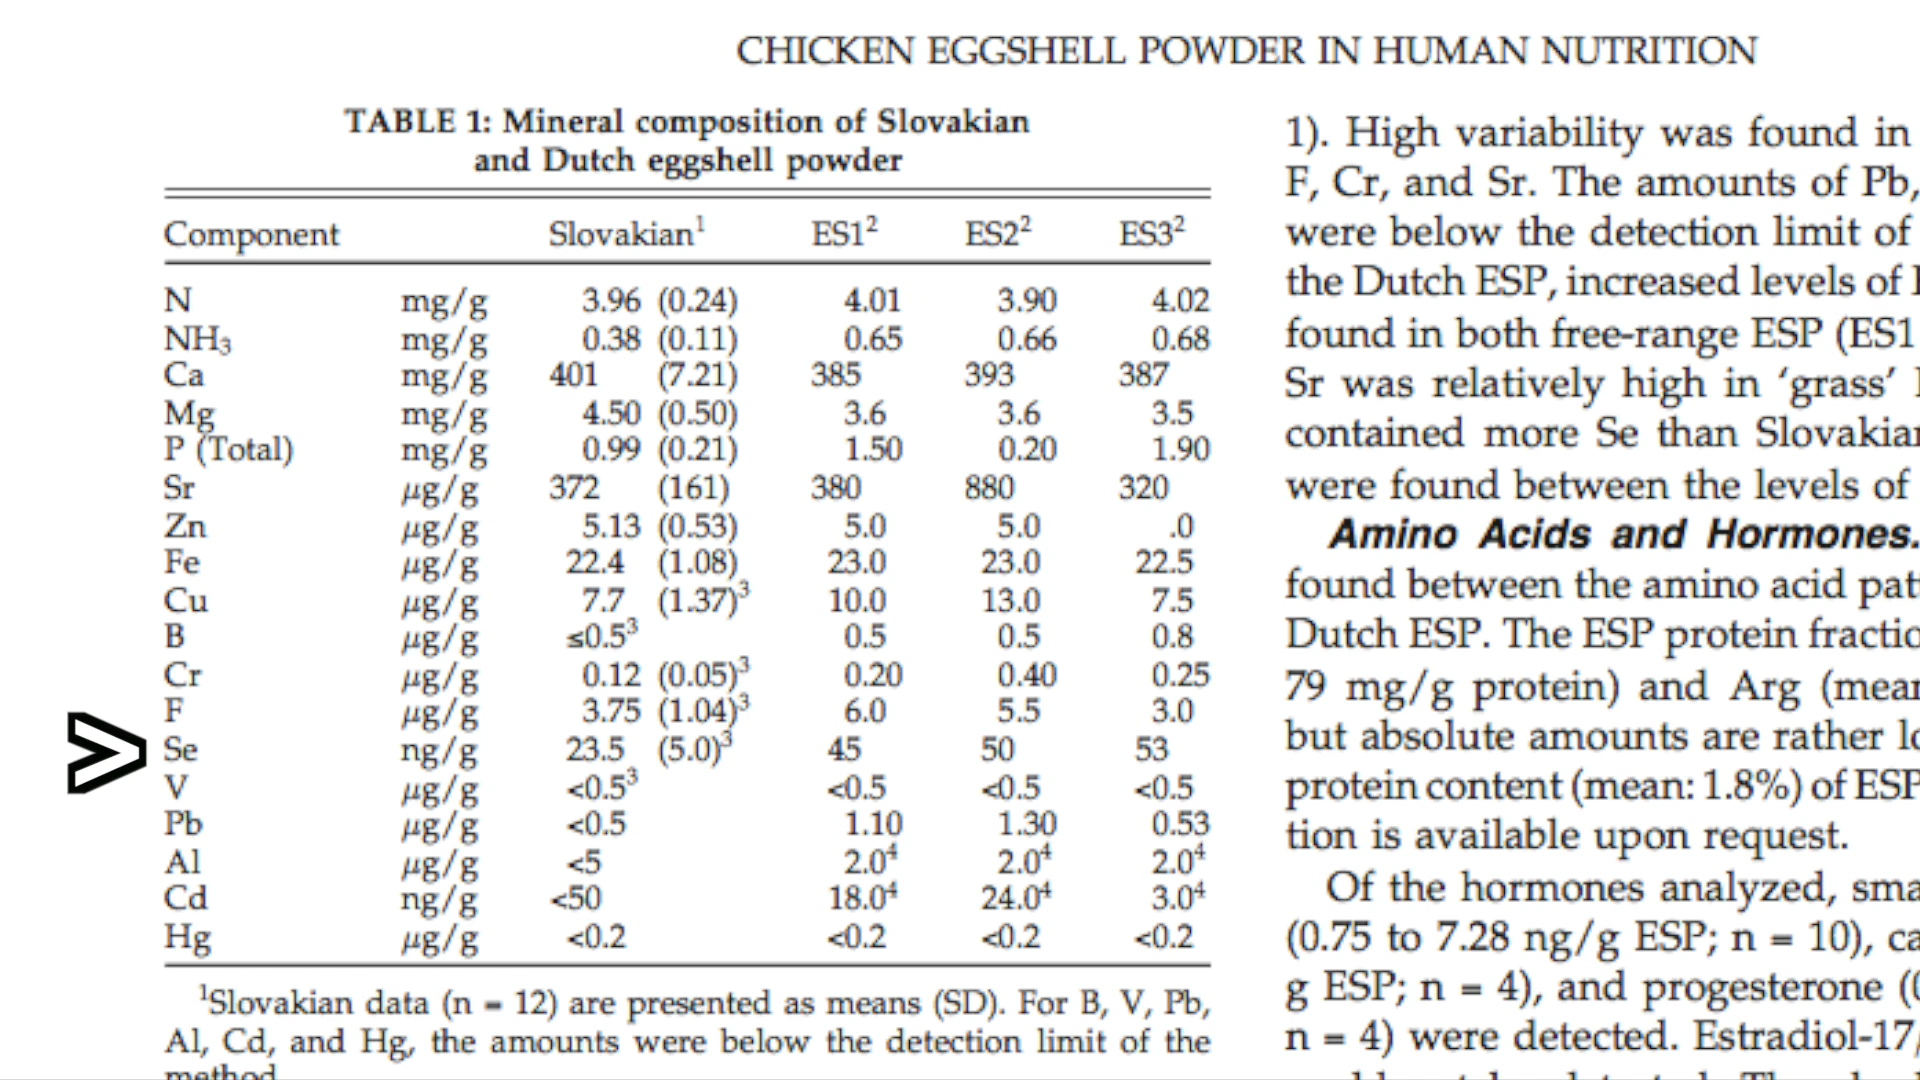 CHICKEN EGGSHELL POWDER IN HUMAN NUTRITION
TABLE 1: Mineral composition of Slovakian
and Dutch eggshell powder
Component Slovakian¹ ES1² ES2² ES3²
N mg/g 3.96 (0.24) 4.01 3.90 4.02
NH₃ mg/g 0.38 (0.11) 0.65 0.66 0.68
Ca mg/g 401 (7.21) 385 393 387
Mg mg/g 4.50 (0.50) 3.6 3.6 3.5
P (Total) mg/g 0.99 (0.21) 1.50 0.20 1.90
Sr µg/g 372 (161) 380 880 320
Zn µg/g 5.13 (0.53) 5.0 5.0 .0
Fe µg/g 22.4 (1.08) 23.0 23.0 22.5
Cu µg/g 7.7 (1.37)³ 10.0 13.0 7.5
B µg/g ≤0.5³ 0.5 0.5 0.8
Cr µg/g 0.12 (0.05)³ 0.20 0.40 0.25
F µg/g 3.75 (1.04)³ 6.0 5.5 3.0
Se ng/g 23.5 (5.0)³ 45 50 53
V µg/g <0.5³ <0.5 <0.5 <0.5
Pb µg/g <0.5 1.10 1.30 0.53
Al µg/g <5 2.0⁴ 2.0⁴ 2.0⁴
Cd ng/g <50 18.0⁴ 24.0⁴ 3.0⁴
Hg µg/g <0.2 <0.2 <0.2 <0.2
¹Slovakian data (n = 12) are presented as means (SD). For B, V, Pb,
Al, Cd, and Hg, the amounts were below the detection limit of the
method.
1). High variability was found in
F, Cr, and Sr. The amounts of Pb,
were below the detection limit of
the Dutch ESP, increased levels of
found in both free-range ESP (ES1
Sr was relatively high in 'grass'
contained more Se than Slovakian
were found between the levels of
Amino Acids and Hormones.
found between the amino acid pat
Dutch ESP. The ESP protein fractio
79 mg/g protein) and Arg (mean
but absolute amounts are rather lo
protein content (mean: 1.8%) of ESP
tion is available upon request.
Of the hormones analyzed, sma
(0.75 to 7.28 ng/g ESP; n = 10), ca
g ESP; n = 4), and progesterone (0
n = 4) were detected. Estradiol-17